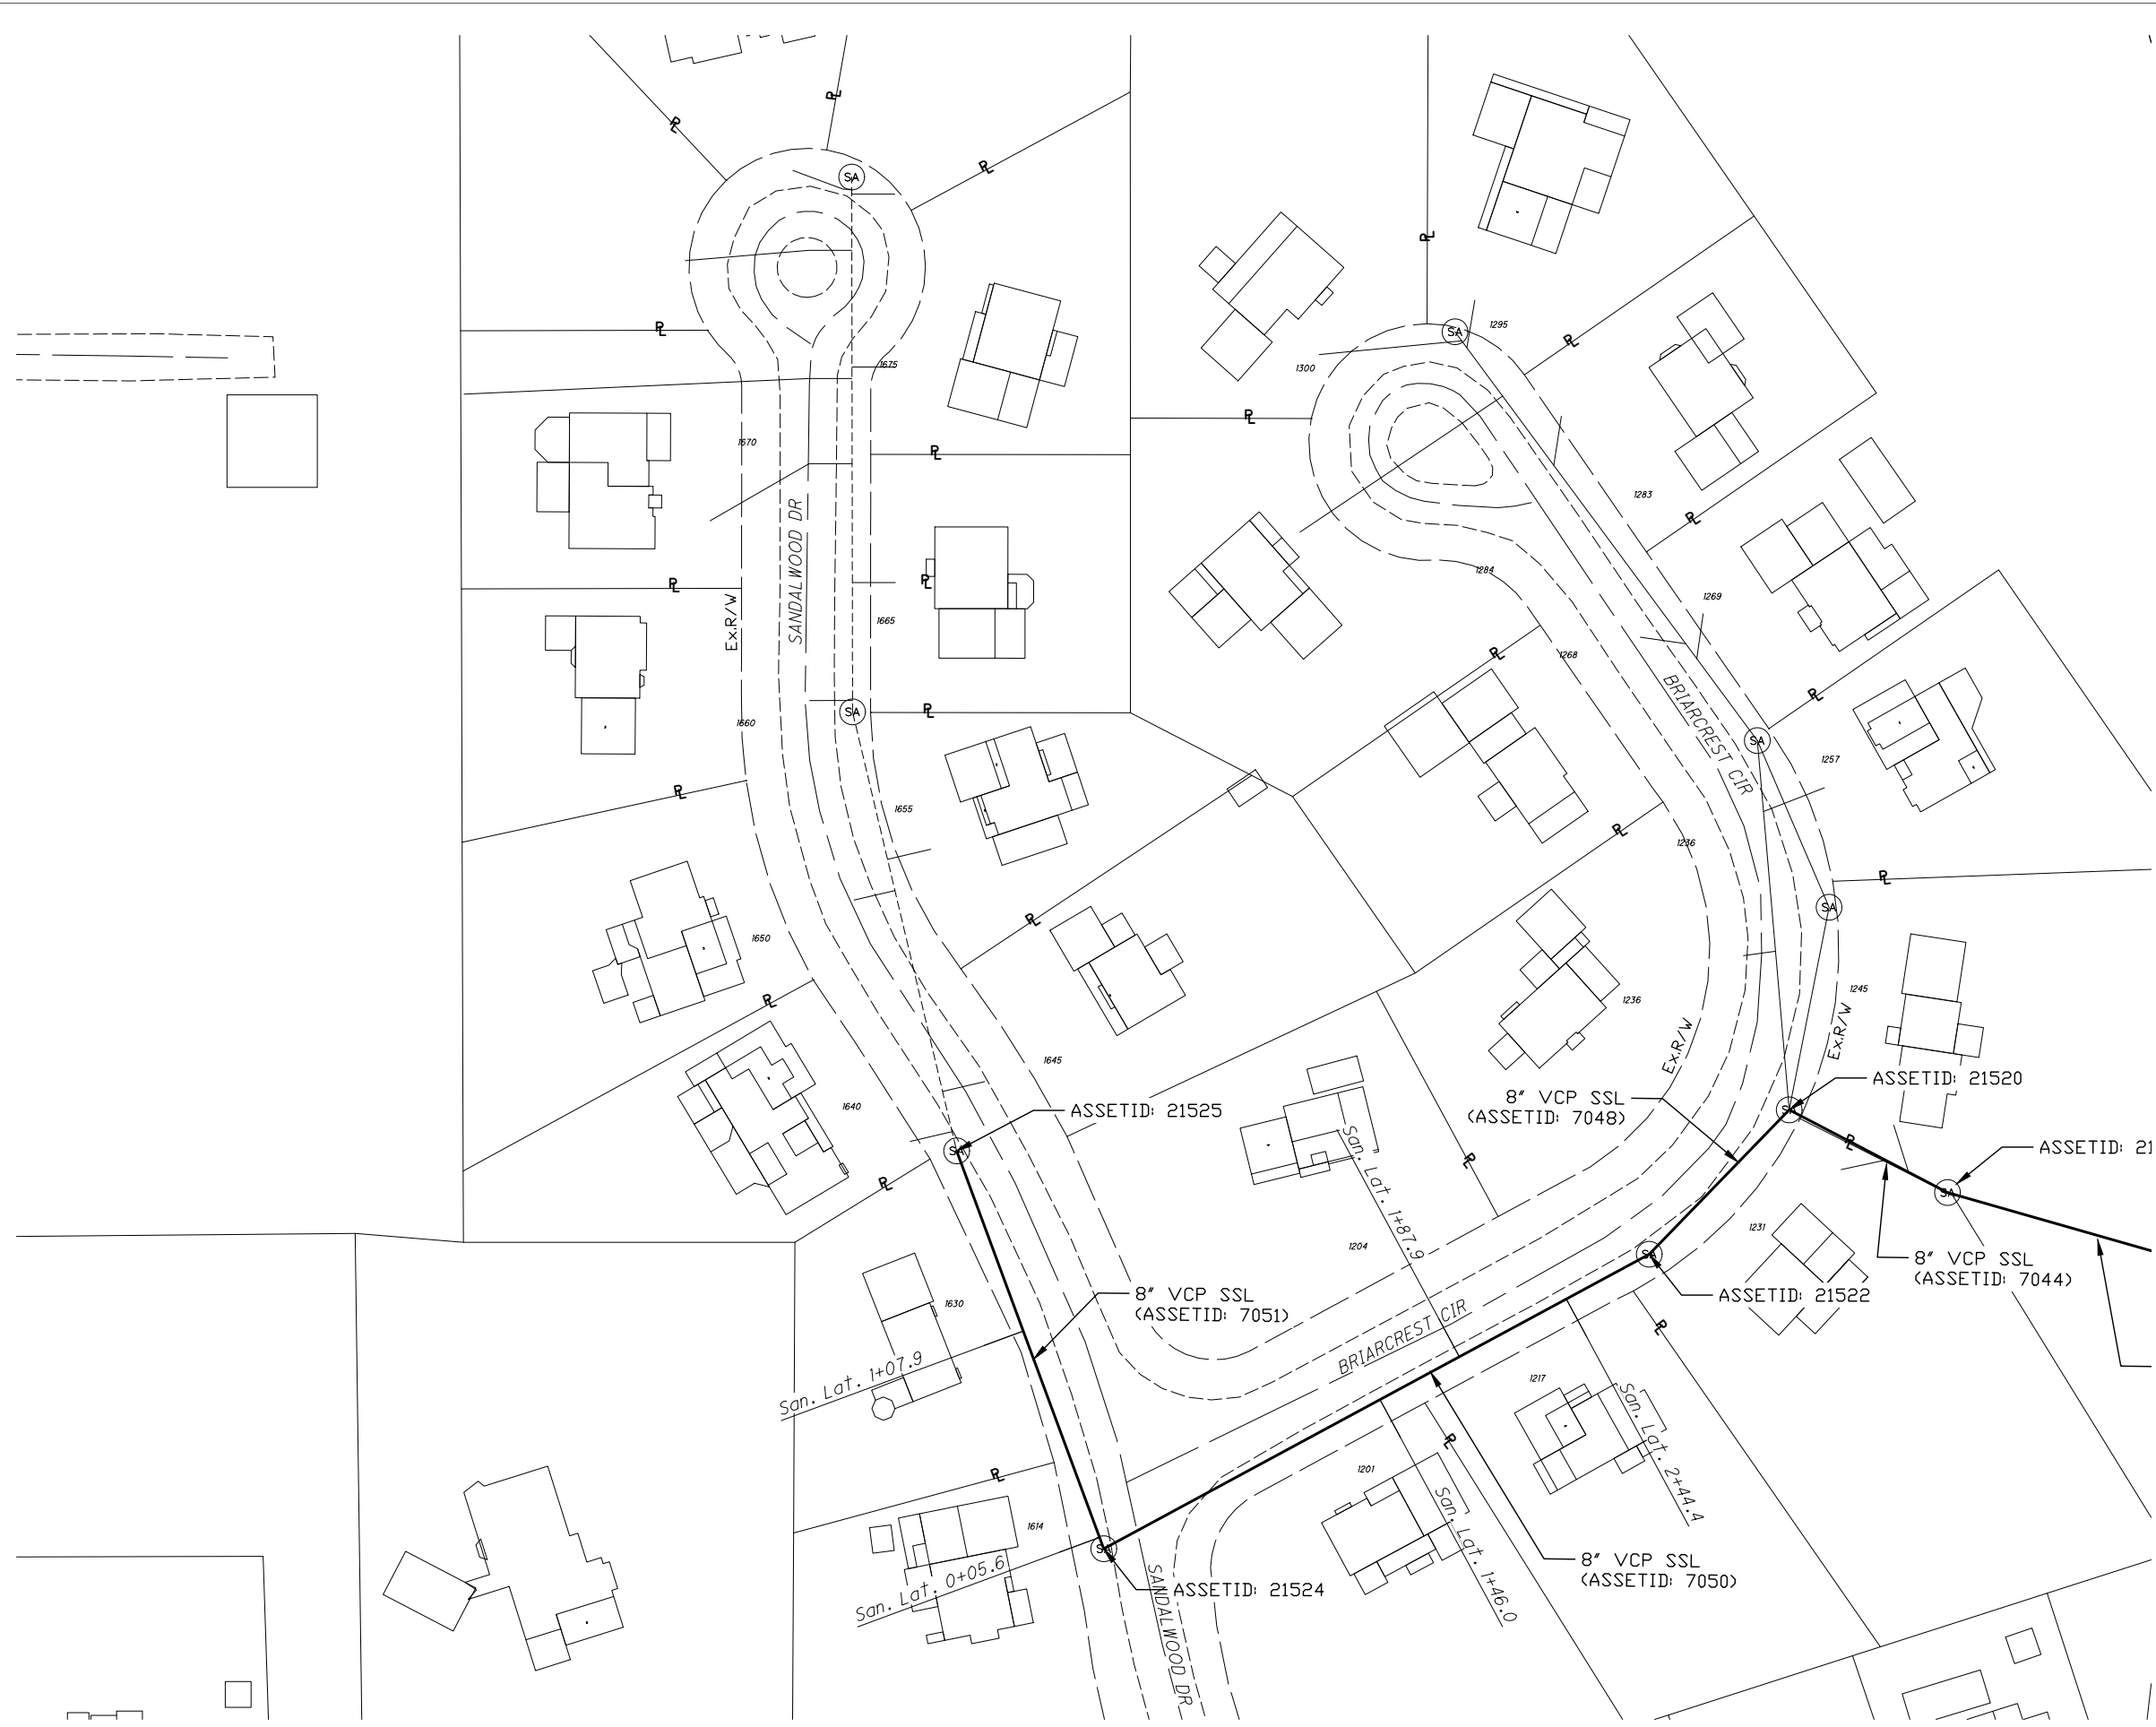 SA
1295
1300
1675
1670
1283
SANDALWOOD DR
1284
Ex.R/W
1269
1665
1268
BRIARCREST CIR
SA
1660
SA
SA
1257
1655
1236
SA
1650
1245
1236
Ex.R/W
Ex.R/W
1645
ASSETID: 21520
8" VCP SSL
(ASSETID: 7048)
1640
ASSETID: 21525
SA
SA
San. Lat. 1+87.9
SA
SA
1231
1204
8" VCP SSL
(ASSETID: 7044)
ASSETID: 21522
1630
8" VCP SSL
(ASSETID: 7051)
BRIARCREST CIR
San. Lat. 1+07.9
1217
San. Lat. 2+44.4
1201
San. Lat. 1+46.0
1614
SA
8" VCP SSL
(ASSETID: 7050)
San. Lat. 0+05.6
ASSETID: 21524
SANDALWOOD DR